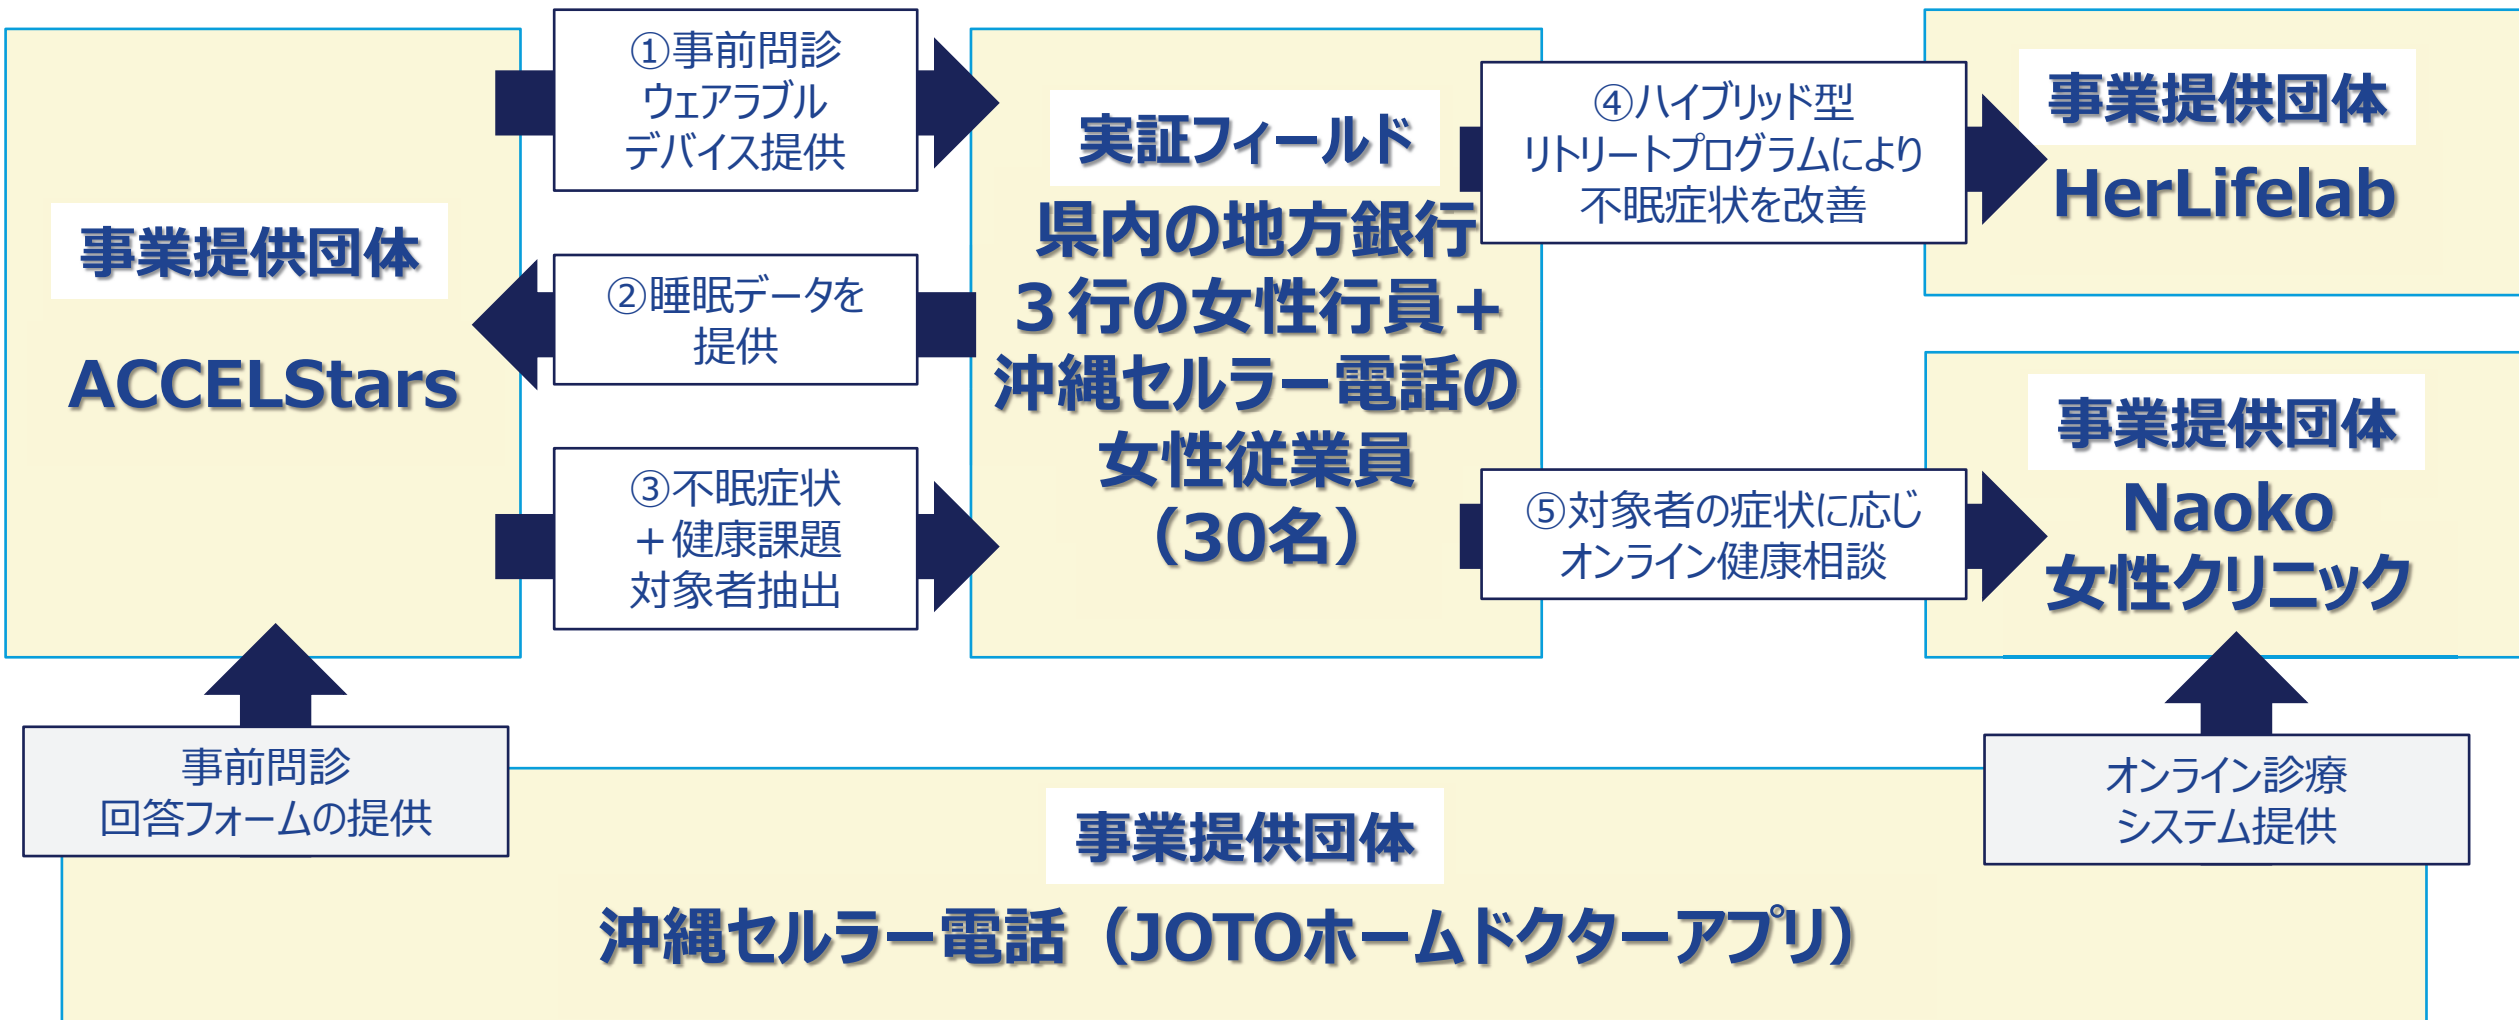 事業提供団体
ACCELStars
①事前問診
ウェアラブル
デバイス提供
②睡眠データを
提供
③不眠症状
＋健康課題
対象者抽出
実証フィールド
県内の地方銀行
３行の女性行員＋
沖縄セルラー電話の
女性従業員
（30名）
④ハイブリッド型
リトリートプログラムにより
不眠症状を改善
⑤対象者の症状に応じ
オンライン健康相談
事業提供団体
HerLifelab
事業提供団体
Naoko
女性クリニック
事前問診
回答フォームの提供
オンライン診療
システム提供
事業提供団体
沖縄セルラー電話（JOTOホームドクターアプリ）